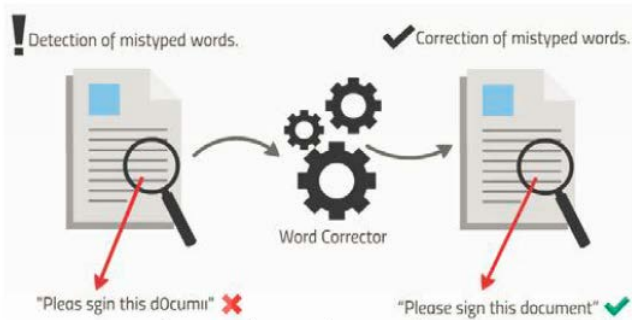 Detection of mistyped words.
Correction of mistyped words.
Word Corrector
"Pleas sgin this d0cumıı"
"Please sign this document"